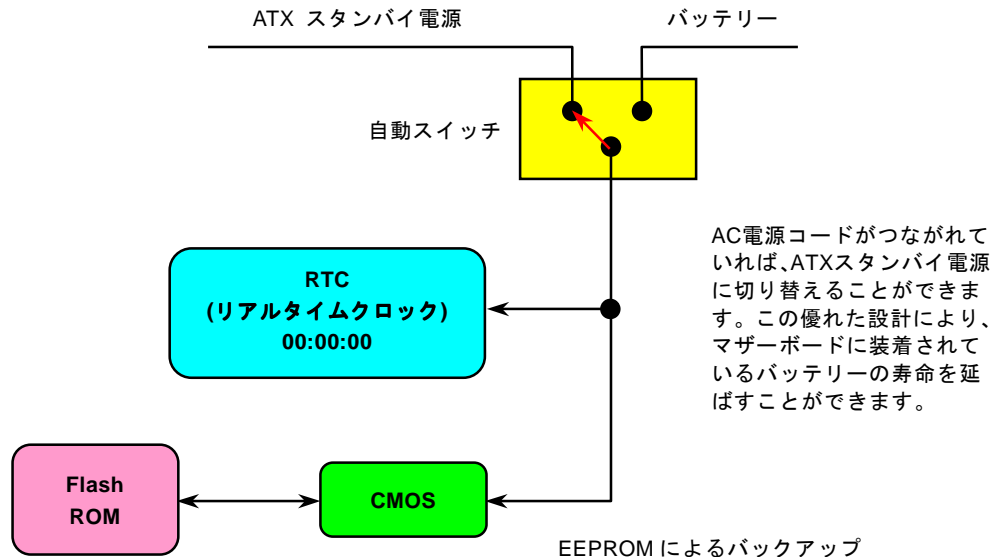 ATX スタンバイ電源
バッテリー
自動スイッチ
AC電源コードがつながれて
いれば、ATXスタンバイ電源
に切り替えることができま
す。この優れた設計により、
マザーボードに装着されて
いるバッテリーの寿命を延
ばすことができます。
RTC
(リアルタイムクロック)
00:00:00
Flash
ROM
CMOS
EEPROM によるバックアップ